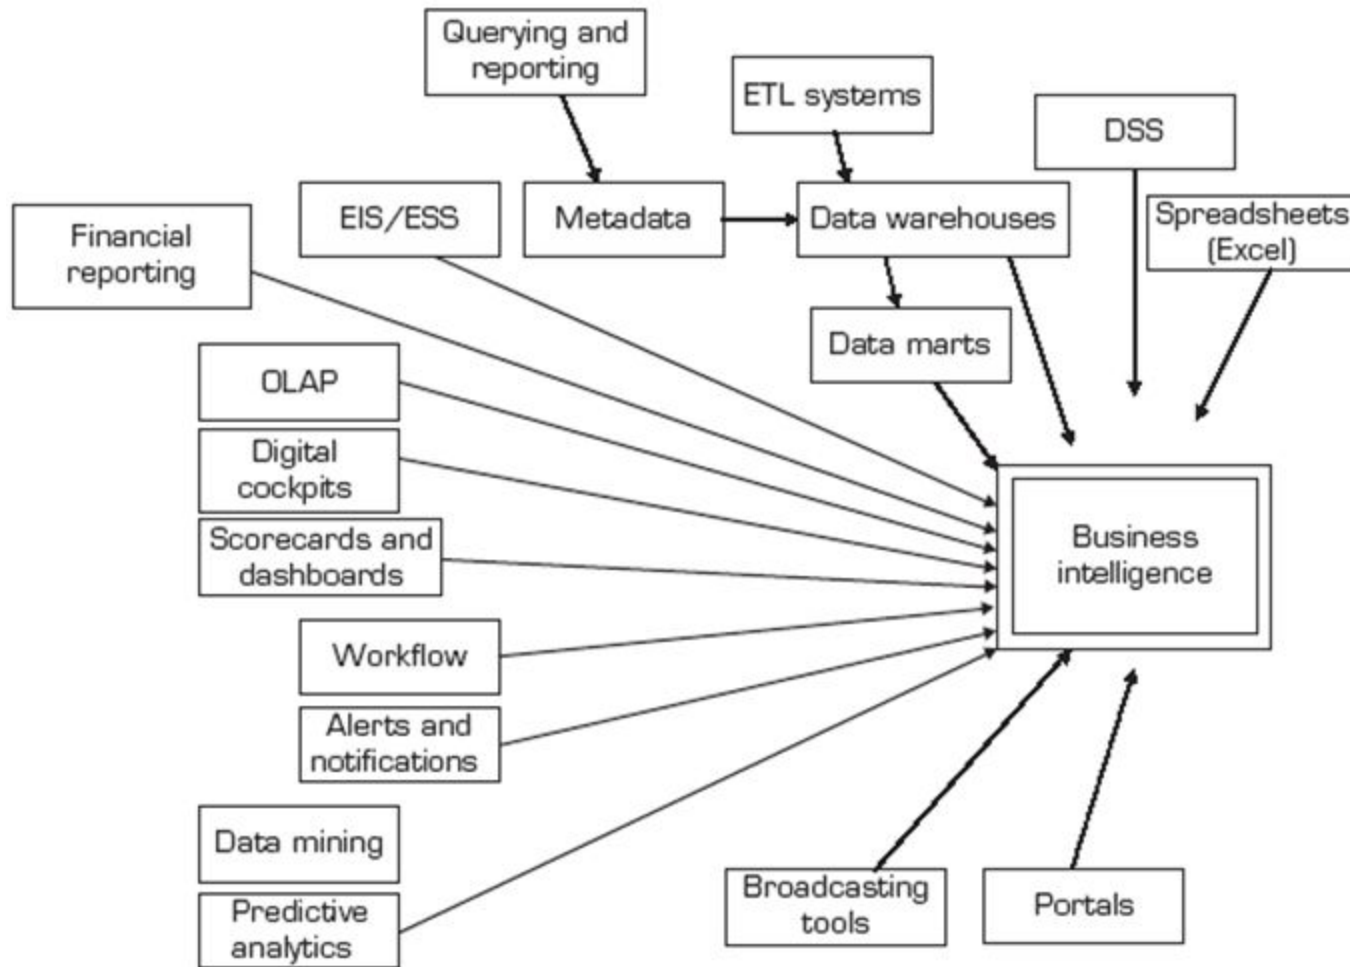 Querying and
reporting
ETL systems
DSS
EIS/ESS
Metadata
Data warehouses
Spreadsheets
(Excel)
Financial
reporting
Data marts
OLAP
Digital
cockpits
Scorecards and
dashboards
Business
intelligence
Workflow
Alerts and
notifications
Data mining
Predictive
analytics
Broadcasting
tools
Portals